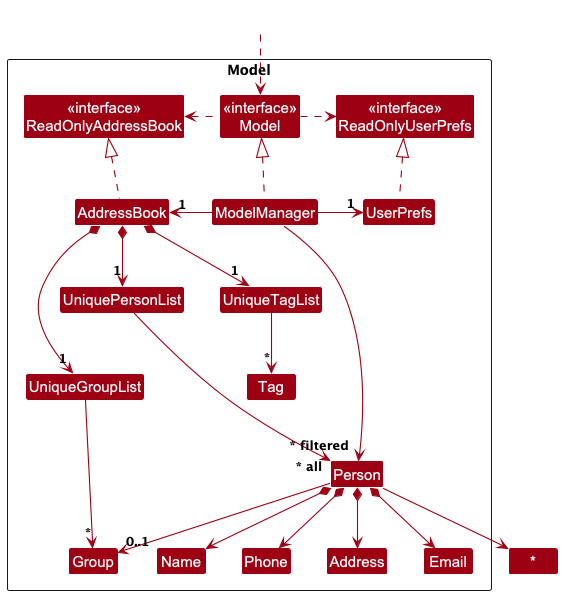 Model
«interface»
ReadOnlyAddressBook
«interface»
Model
«interface»
ReadOnlyUserPrefs
AddressBook
1
ModelManager
1
UserPrefs
1
UniquePersonList
1
UniqueTagList
1
UniqueGroupList
*
Tag
* filtered
* all
Person
*
0..1
Group
Name
Phone
Address
Email
*